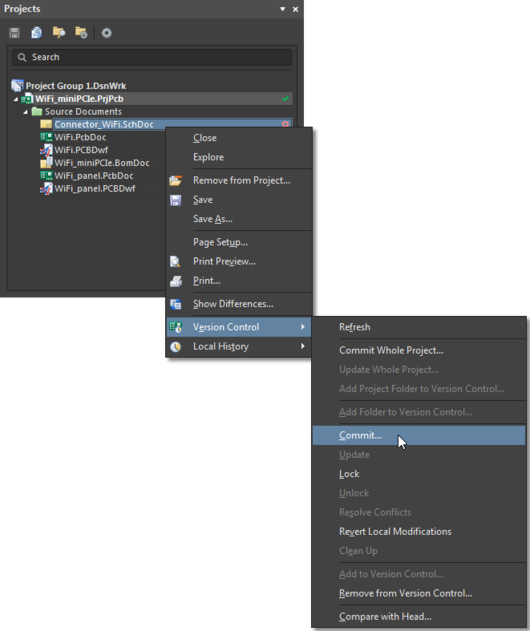 Projects
Search
Project Group 1.DsnWrk
WiFi_miniPCIe.PrjPcb
Source Documents
Connector_WiFi.SchDoc
WiFi.PcbDoc
WiFi.PCBDwf
WiFi_miniPCIe.BomDoc
WiFi_panel.PcbDoc
WiFi_panel.PCBDwf
Close
Explore
Remove from Project...
Save
Save As...
Page Setup...
Print Preview...
Print...
Show Differences...
Version Control
Local History
Refresh
Commit Whole Project...
Update Whole Project...
Add Project Folder to Version Control...
Add Folder to Version Control...
Commit...
Update
Lock
Unlock
Resolve Conflicts
Revert Local Modifications
Clean Up
Add to Version Control...
Remove from Version Control...
Compare with Head...